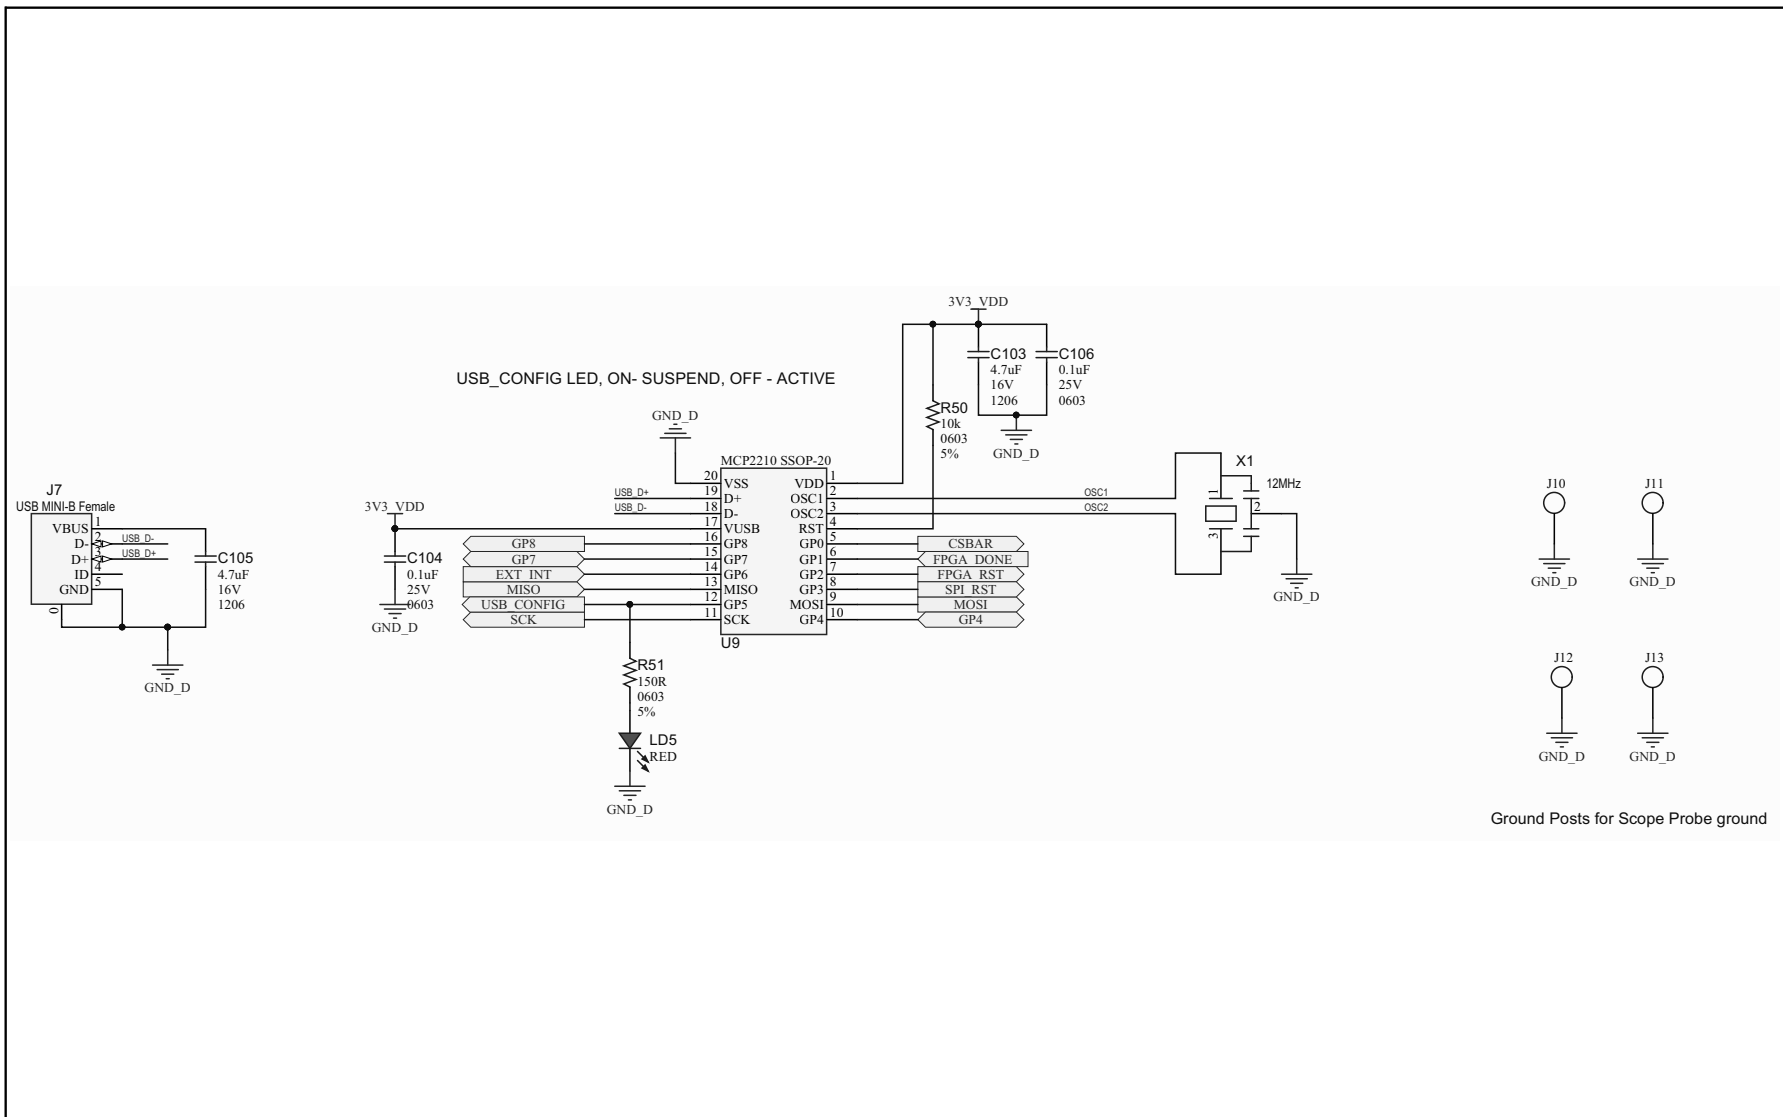 3V3_VDD
C103
4.7uF
16V
1206
C106
0.1uF
25V
0603
GND_D
R50
10k
0603
5%
USB_CONFIG LED, ON- SUSPEND, OFF - ACTIVE
GND_D
J7
USB MINI-B Female
VBUS 1
D- 2 USB_D-
D+ 3 USB_D+
ID 4
GND 5
0
C105
4.7uF
16V
1206
GND_D
3V3_VDD
C104
0.1uF
25V
0603
GND_D
MCP2210 SSOP-20
20 VSS
USB_D+ 19 D+
USB_D- 18 D-
17 VUSB
GP8 16 GP8
GP7 15 GP7
EXT_INT 14 GP6
MISO 13 MISO
USB_CONFIG 12 GP5
SCK 11 SCK
VDD 1
OSC1 2 OSC1
OSC2 3 OSC2
RST 4
GP0 5 CSBAR
GP1 6 FPGA_DONE
GP2 7 FPGA_RST
GP3 8 SPI_RST
MOSI 9 MOSI
GP4 10 GP4
U9
R51
150R
0603
5%
LD5
RED
GND_D
X1
12MHz
1
2
3
GND_D
J10
GND_D
J11
GND_D
J12
GND_D
J13
GND_D
Ground Posts for Scope Probe ground